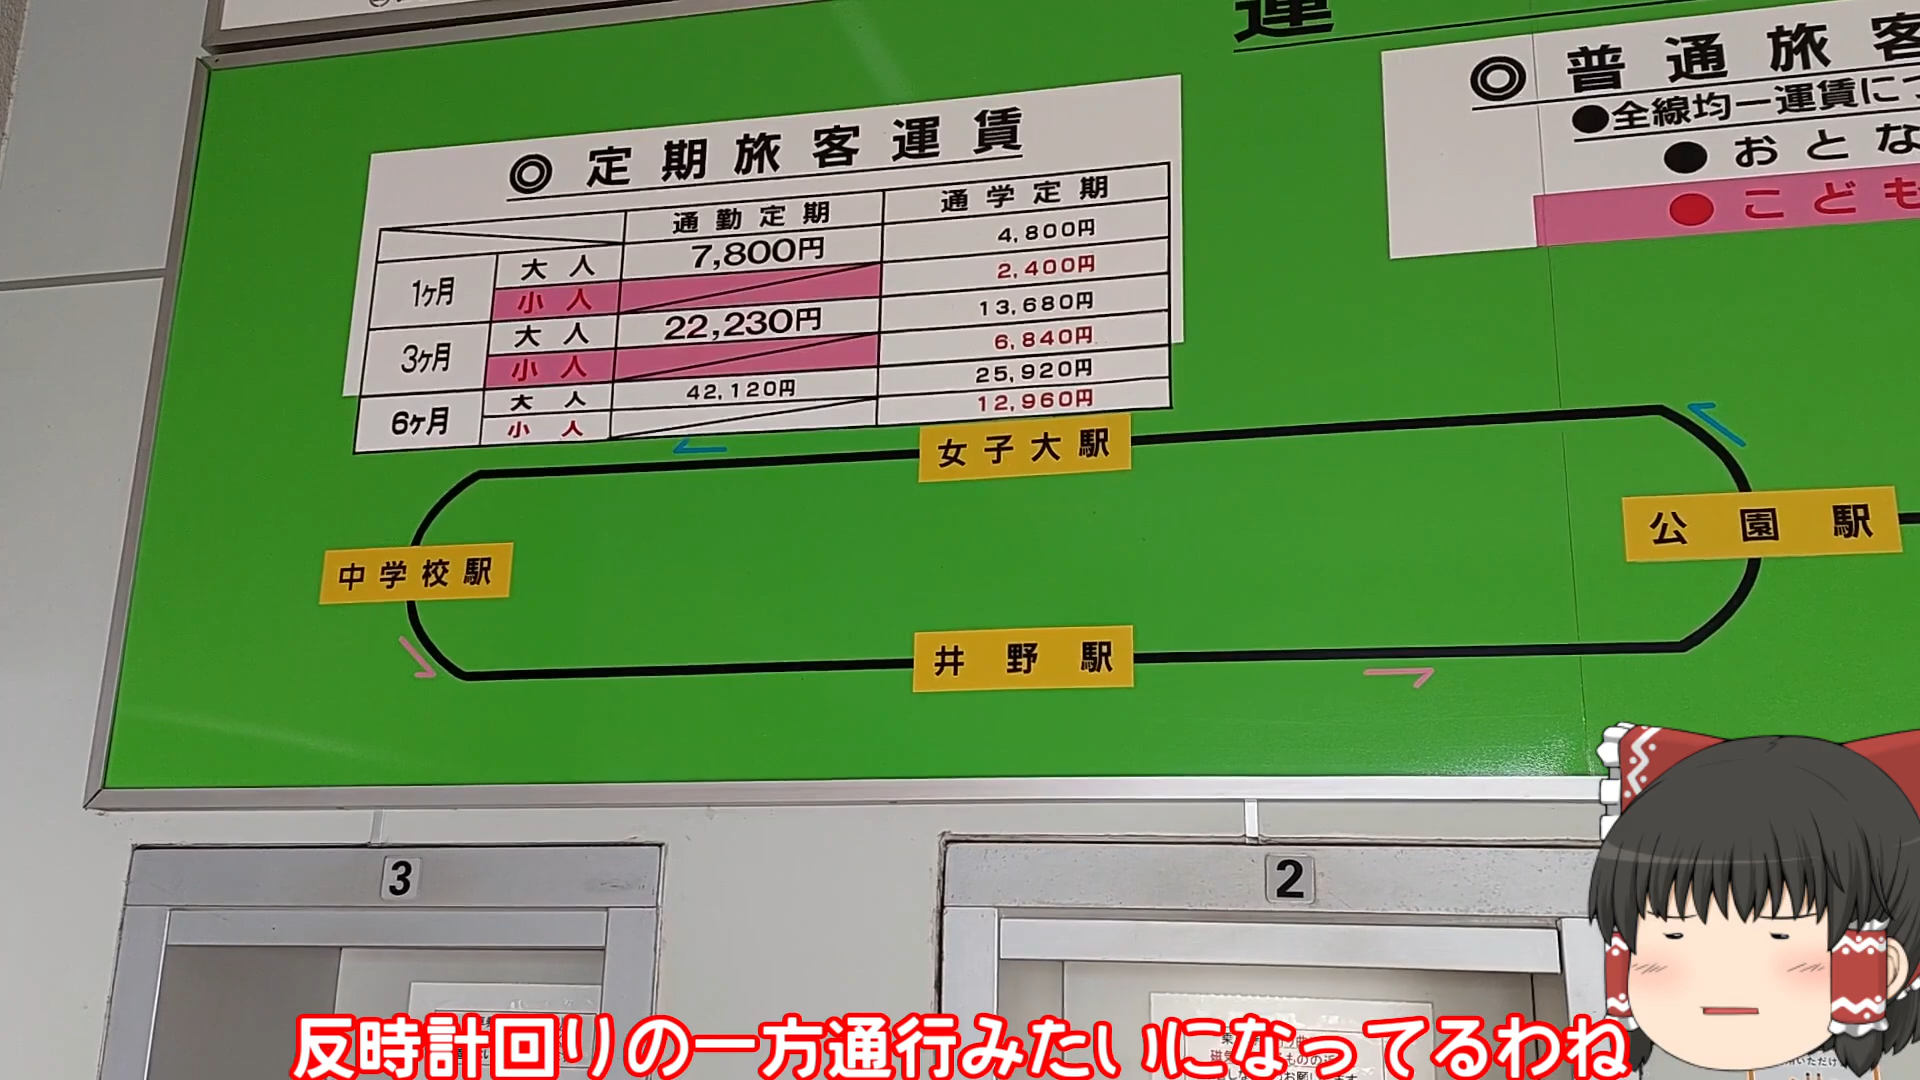 運
◎ 定期旅客運賃
通勤定期 通学定期
1ヶ月 大人 7,800円 4,800円
小人 2,400円
3ヶ月 大人 22,230円 13,680円
小人 6,840円
6ヶ月 大人 42,120円 25,920円
小人 12,960円
◎ 普通旅客
●全線均一運賃につ
● おとな
● こども
女子大駅
公園駅
中学校駅
井野駅
3
2
反時計回りの一方通行みたいになってるわね